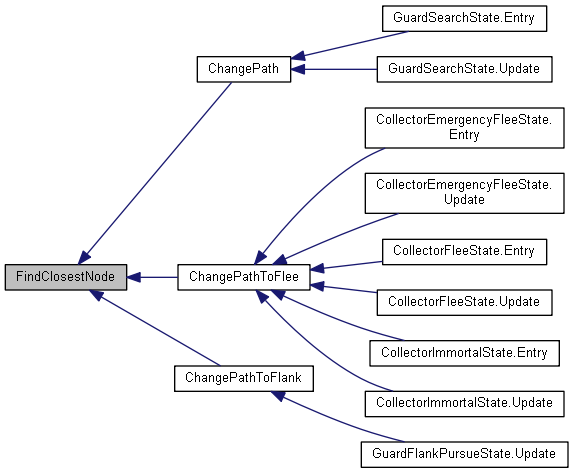 GuardSearchState.Entry
ChangePath
GuardSearchState.Update
CollectorEmergencyFleeState.
Entry
CollectorEmergencyFleeState.
Update
CollectorFleeState.Entry
FindClosestNode
ChangePathToFlee
CollectorFleeState.Update
CollectorImmortalState.Entry
ChangePathToFlank
CollectorImmortalState.Update
GuardFlankPursueState.Update